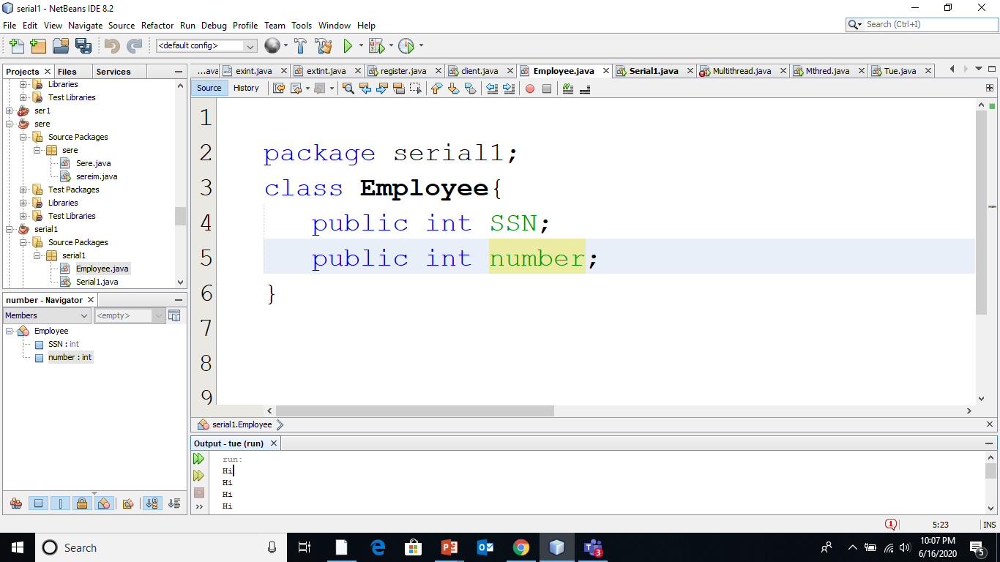 serial1 - NetBeans IDE 8.2
File Edit View Navigate Source Refactor Run Debug Profile Team Tools Window Help
Search (Ctrl+I)
<default config>
Projects Files Services
...ava exint.java extint.java register.java client.java Employee.java Serial1.java Multithread.java Mthred.java Tue.java
Libraries
Test Libraries
ser1
sere
Source Packages
sere
Sere.java
sereim.java
Test Packages
Libraries
Test Libraries
serial1
Source Packages
serial1
Employee.java
Serial1.java
Source History
1
2 package serial1;
3 class Employee{
4 public int SSN;
5 public int number;
6 }
7
8
9
number - Navigator
Members <empty>
Employee
SSN : int
number : int
serial1.Employee
Output - tue (run)
run:
Hi
Hi
Hi
Hi
1 5:23 INS
Search
3
10:07 PM
6/16/2020
5